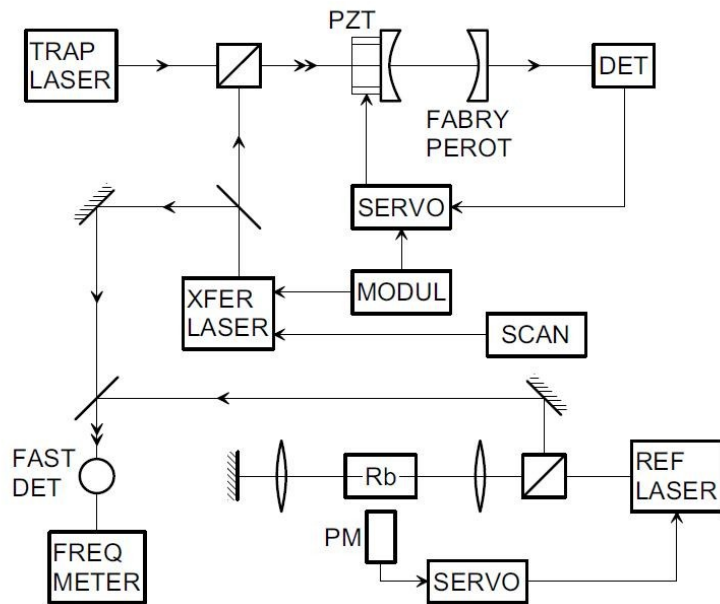 PZT
TRAP
LASER
DET
FABRY
PEROT
SERVO
XFER
LASER
MODUL
SCAN
FAST
DET
Rb
REF
LASER
PM
FREQ
METER
SERVO